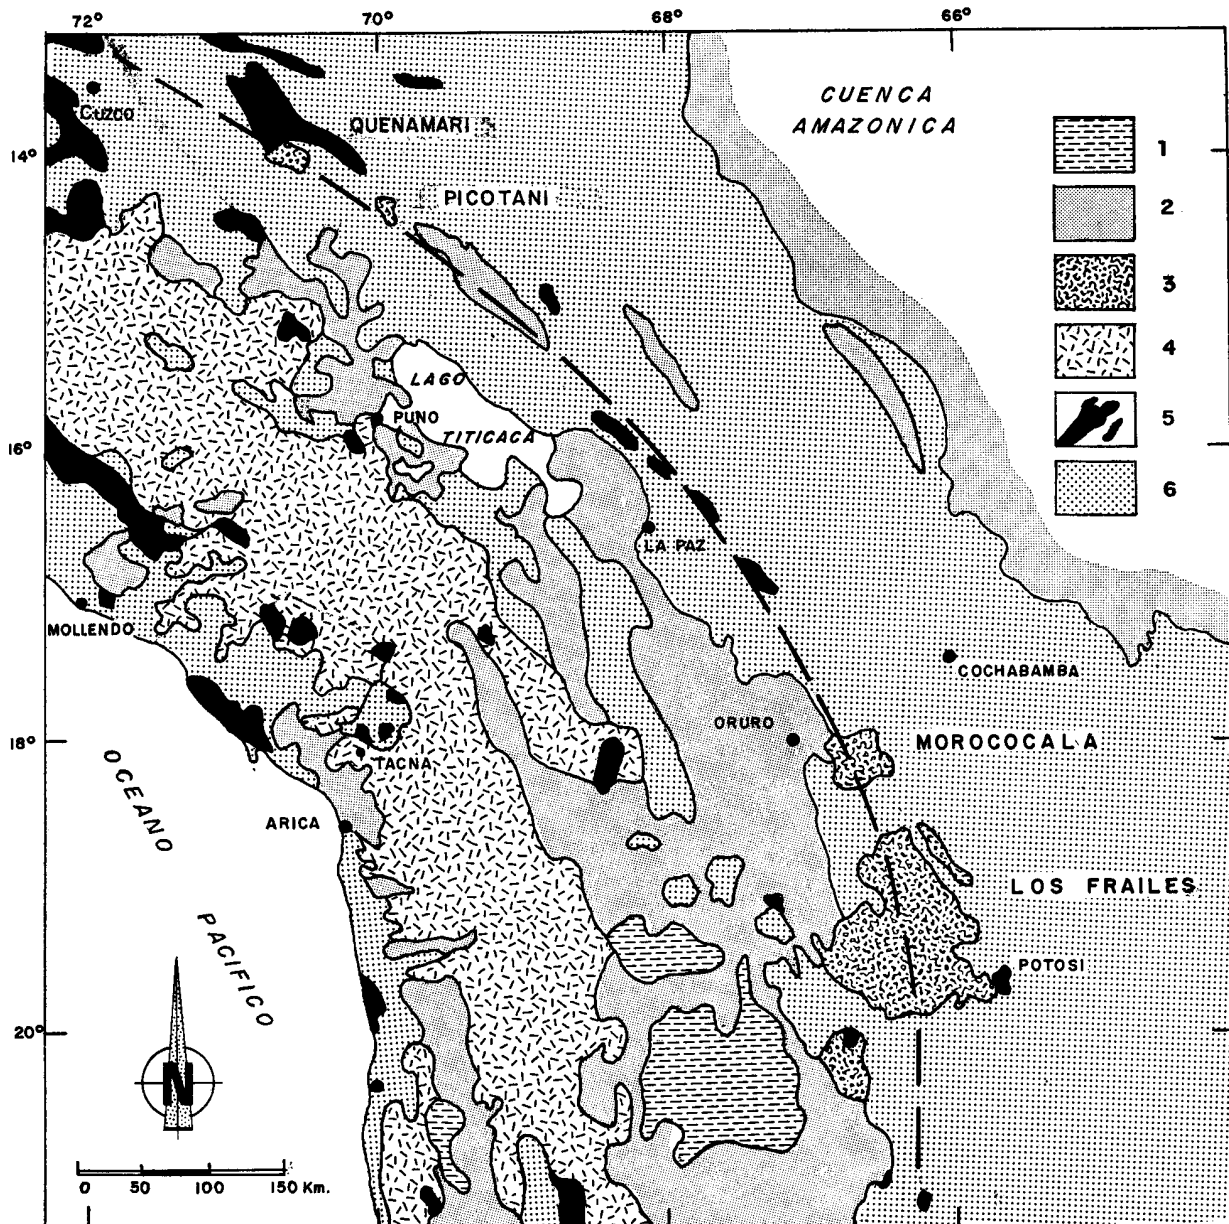 72° 70° 68° 66°
CUENCA
AMAZONICA
Cuzco
QUENAMARI
14°
1
PICOTANI
2
3
4
LAGO
5
PUNO
TITICACA
16°
6
LA PAZ
MOLLENDO
COCHABAMBA
ORURO
18°
MOROCOCALA
OCEANO
TACNA
ARICA
LOS FRAILES
PACIFICO
POTOSI
20°
N
0 50 100 150 Km.